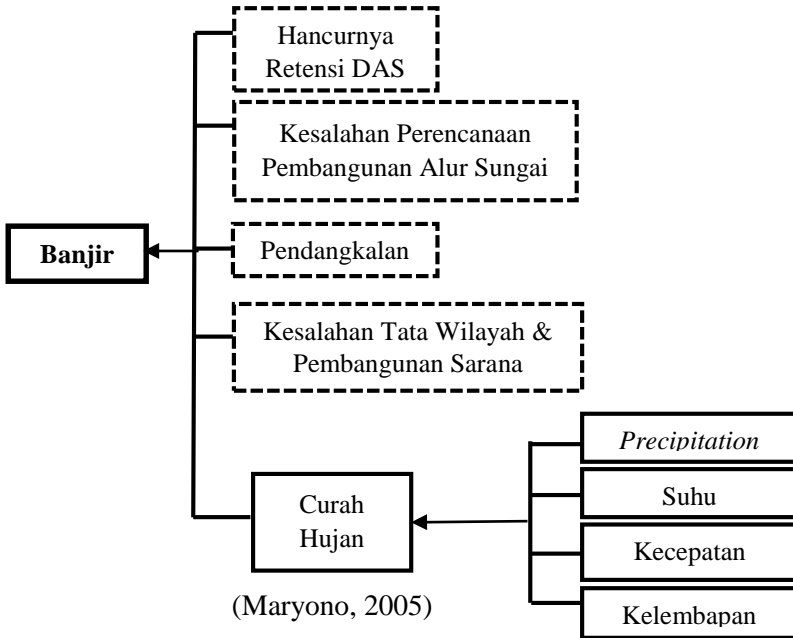 Hancurnya
Retensi DAS
Kesalahan Perencanaan
Pembangunan Alur Sungai
Banjir
Pendangkalan
Kesalahan Tata Wilayah &
Pembangunan Sarana
Curah
Hujan
Precipitation
Suhu
Kecepatan
Kelembapan
(Maryono, 2005)